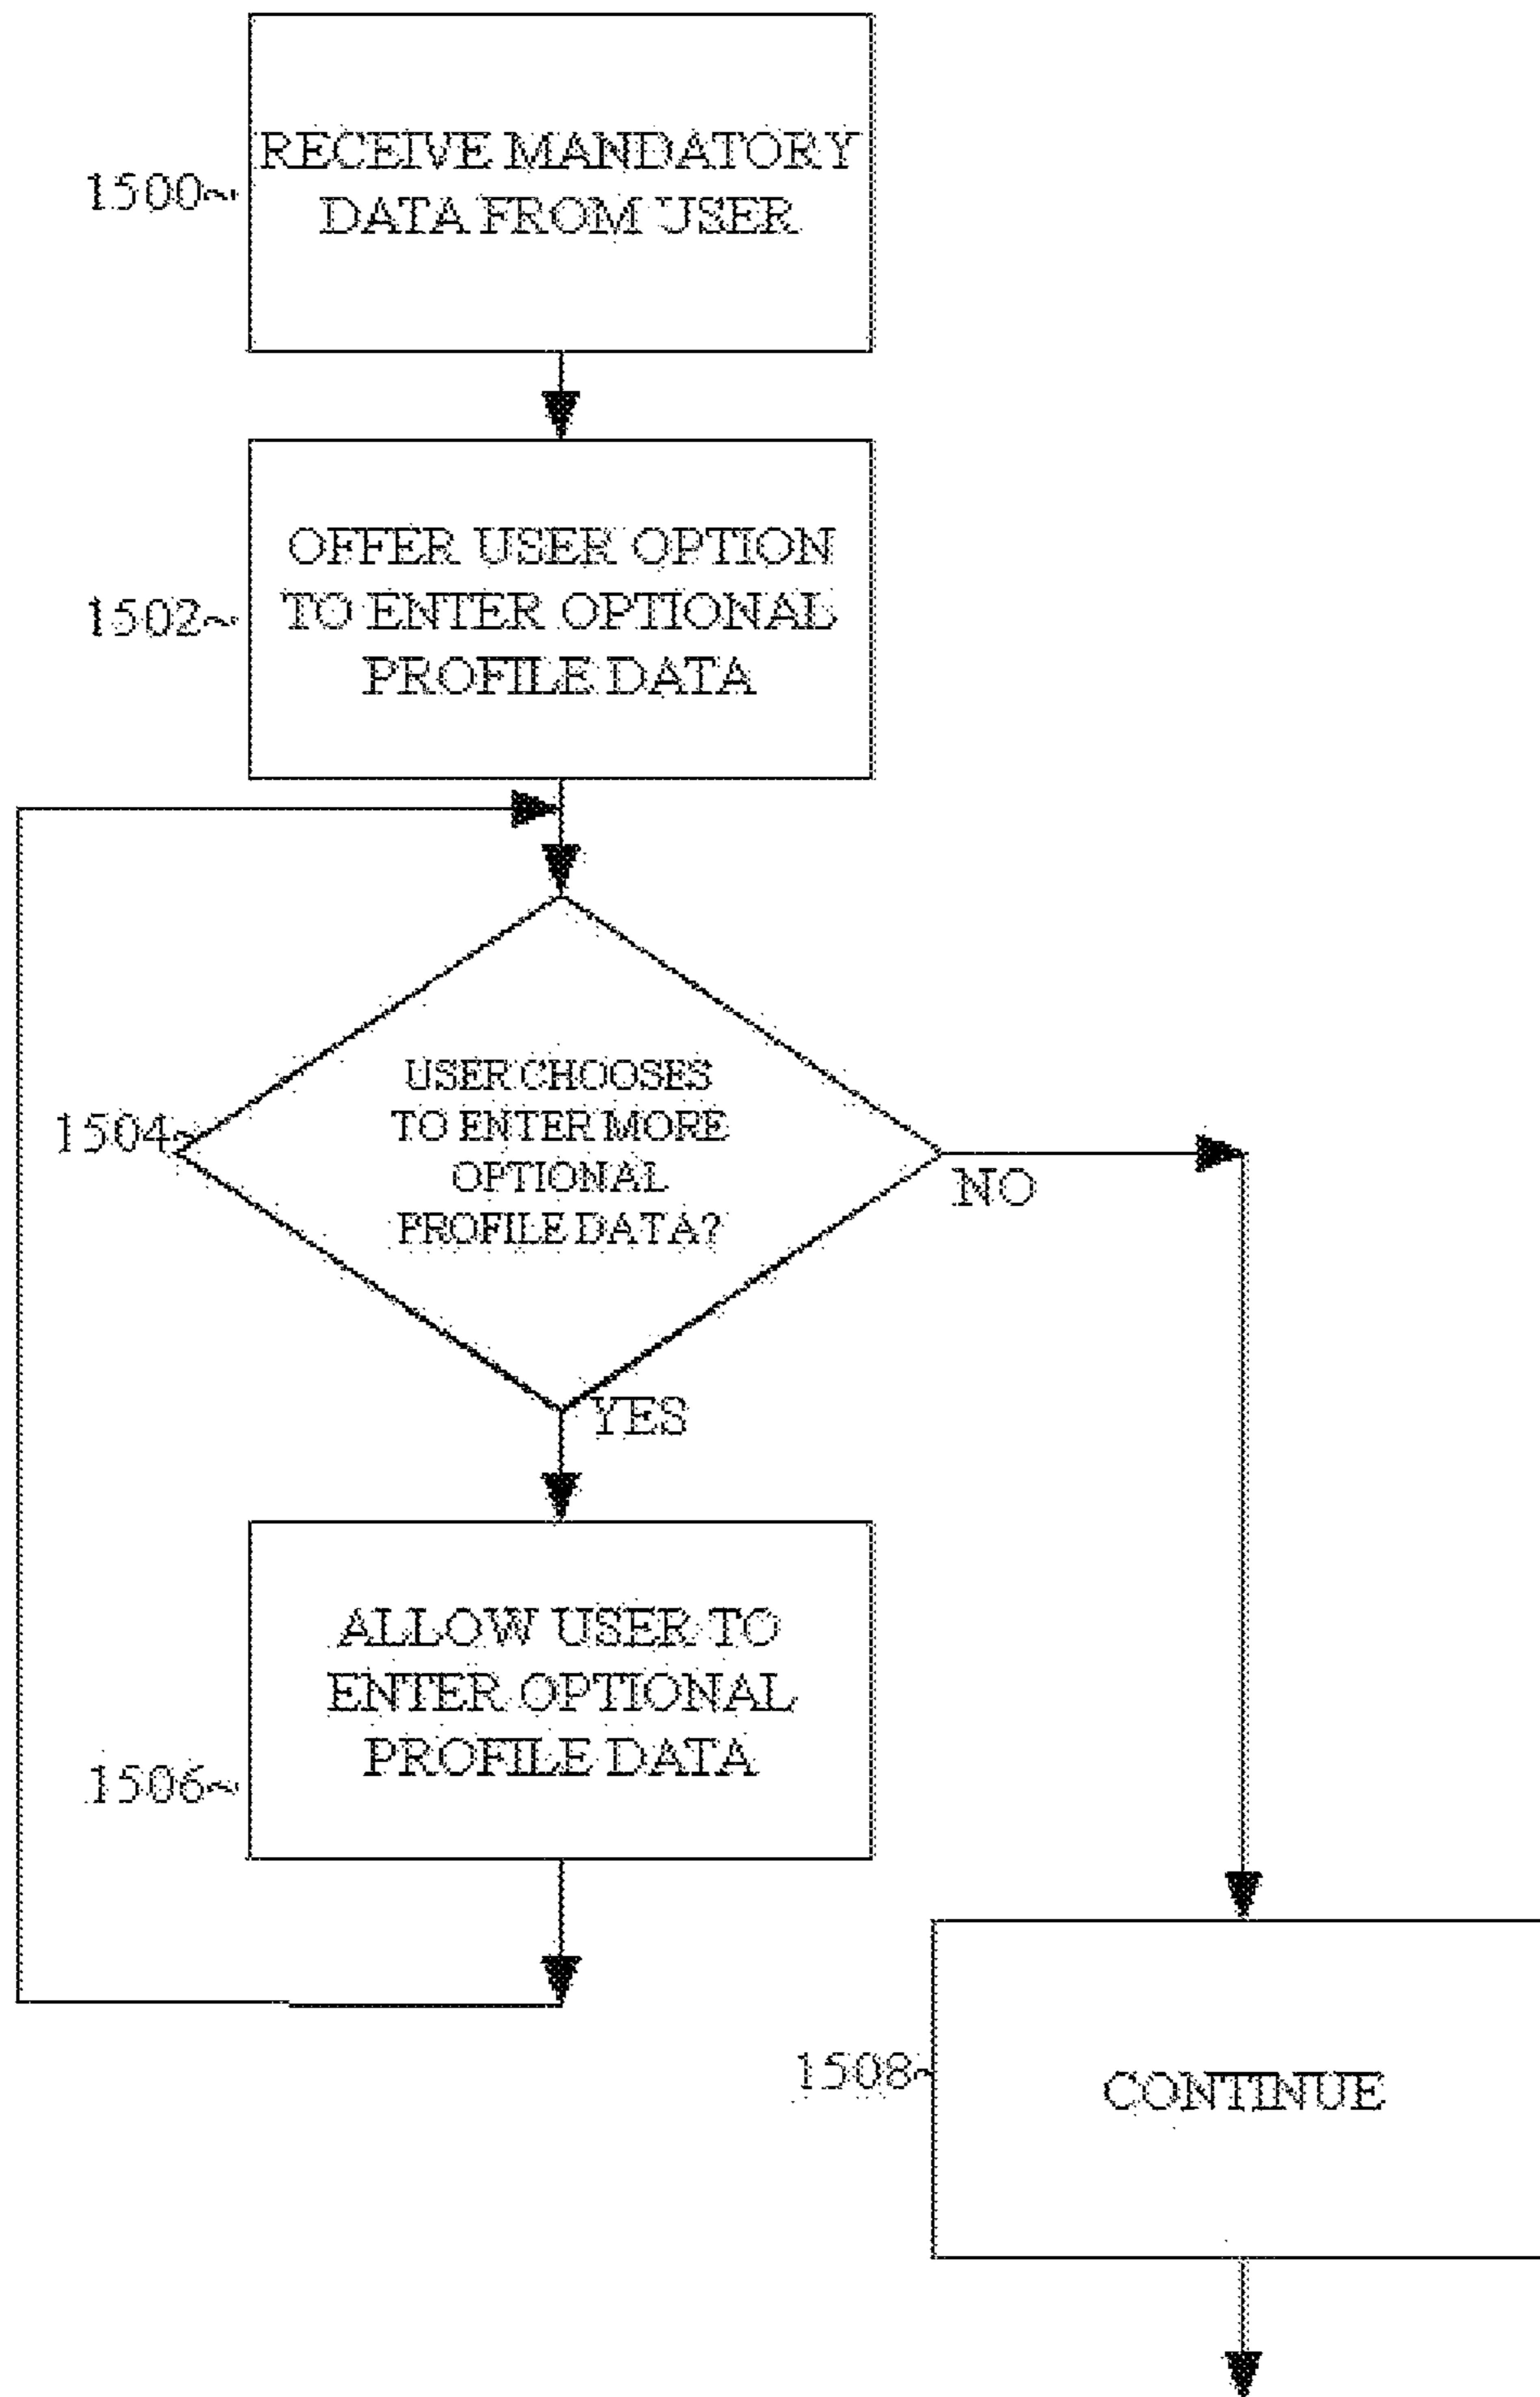 RECEIVE MANDATORY
1500~
DATA FROM USER
OFFER USER OPTION
1502~
TO ENTER OPTIONAL
PROFILE DATA
USER CHOOSES
1504~
TO ENTER MORE
OPTIONAL
PROFILE DATA?
NO
YES
ALLOW USER TO
ENTER OPTIONAL
PROFILE DATA
1506~
1508~
CONTINUE